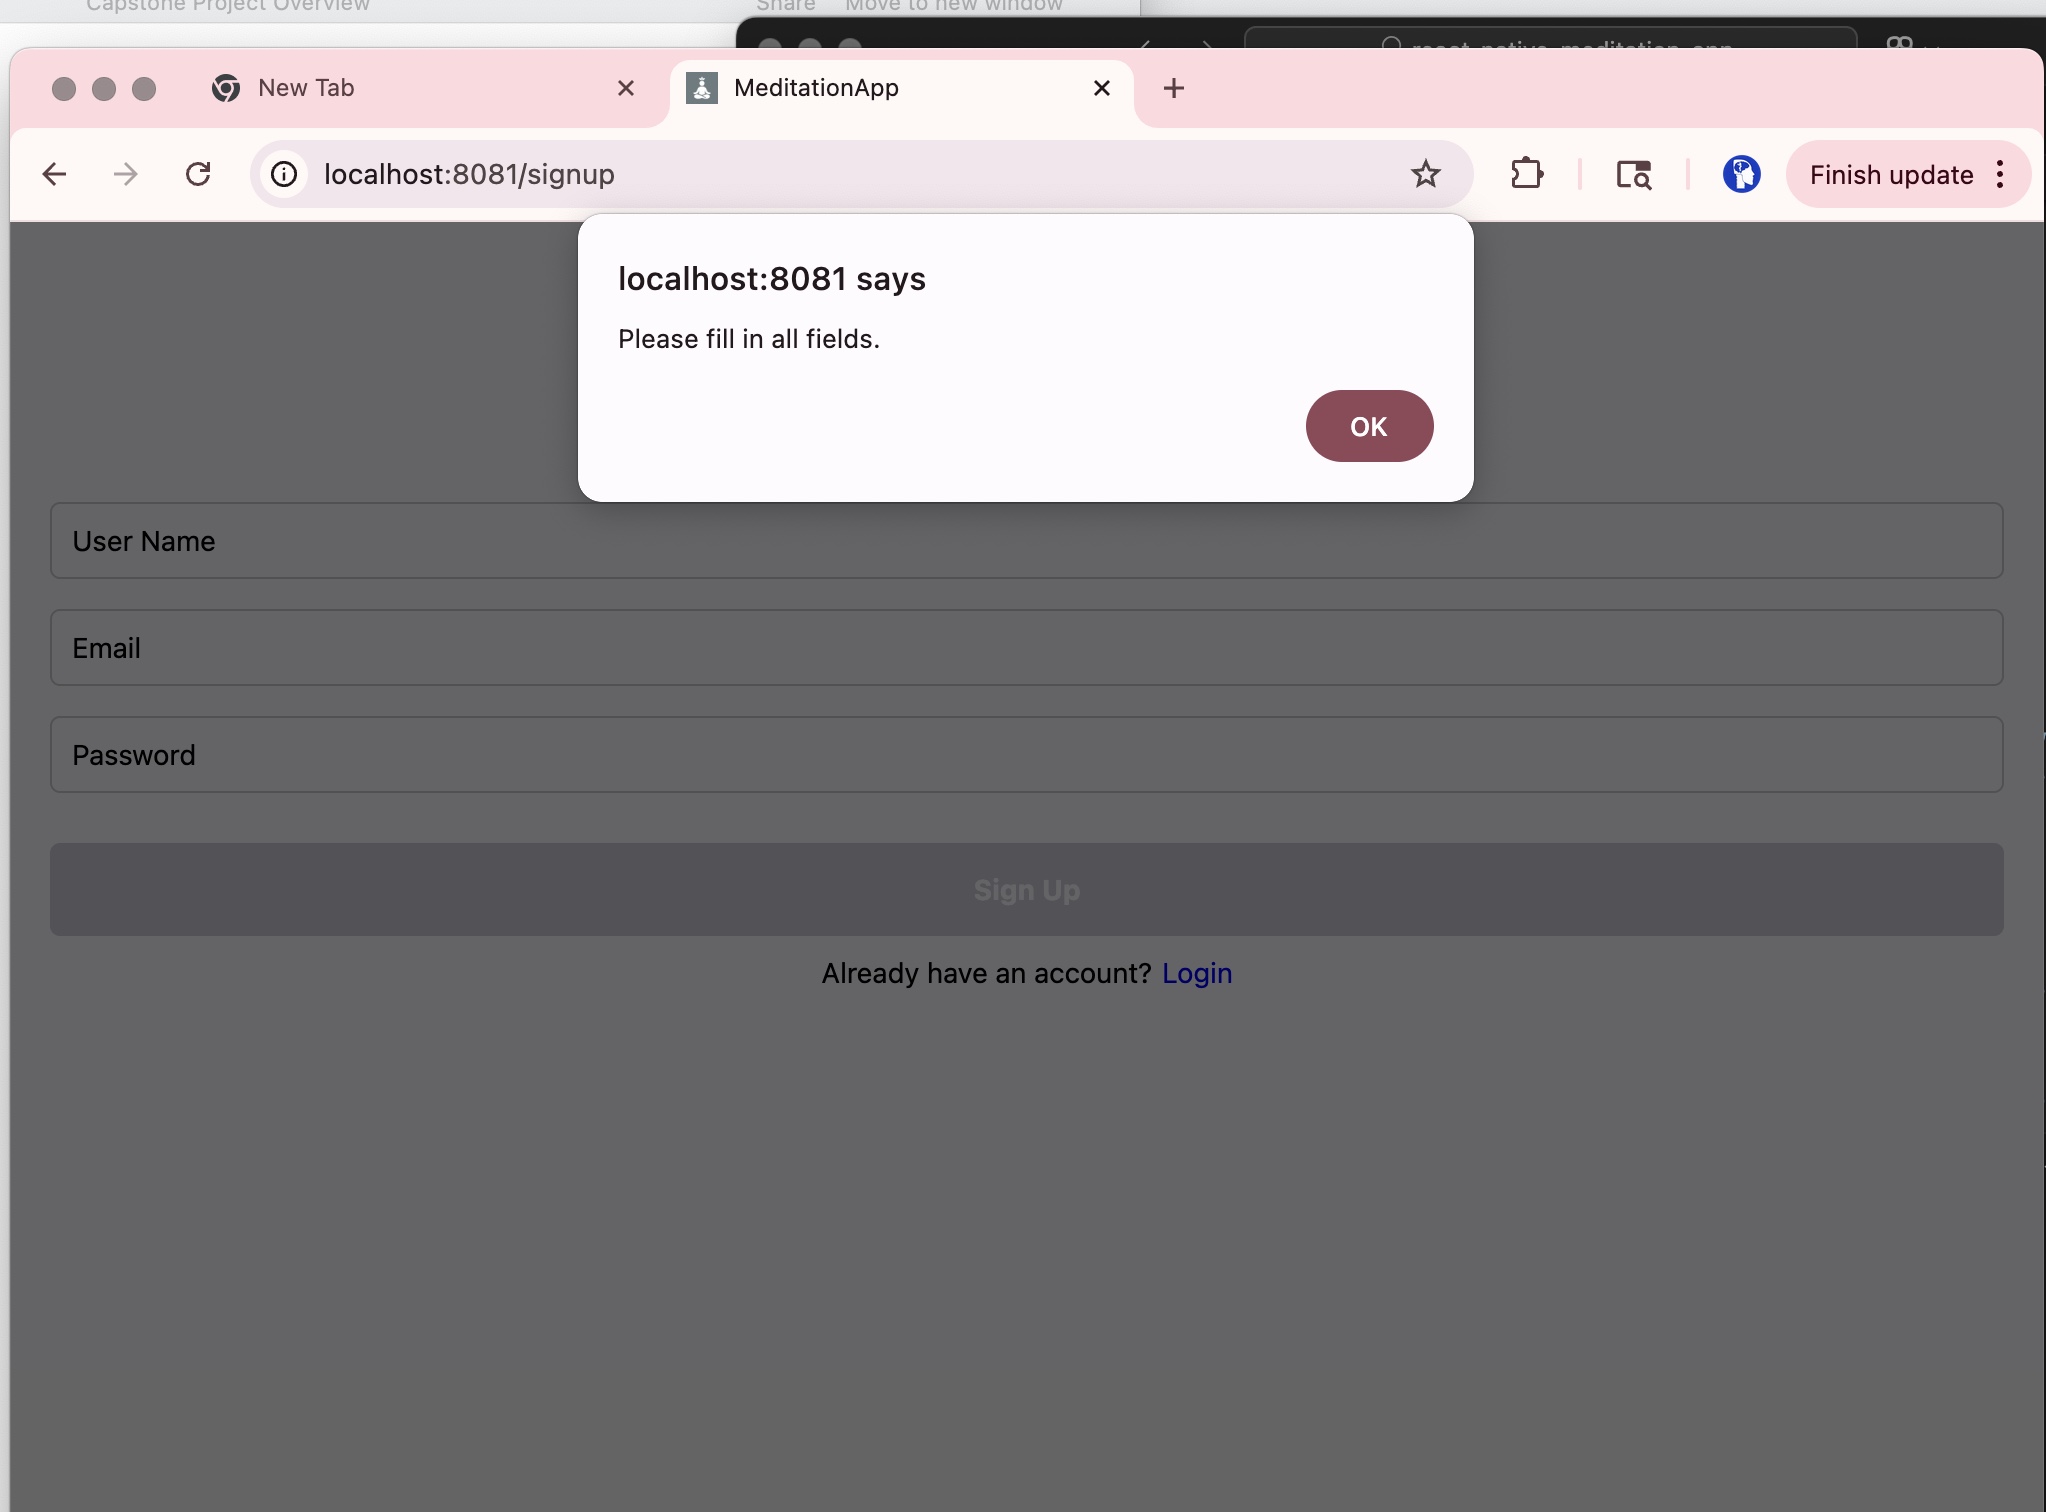 Capstone Project Overview
Share
Move to new window
react-native-meditation-app
New Tab
MeditationApp
localhost:8081/signup
Finish update
localhost:8081 says
Please fill in all fields.
OK
User Name
Email
Password
Sign Up
Already have an account? Login